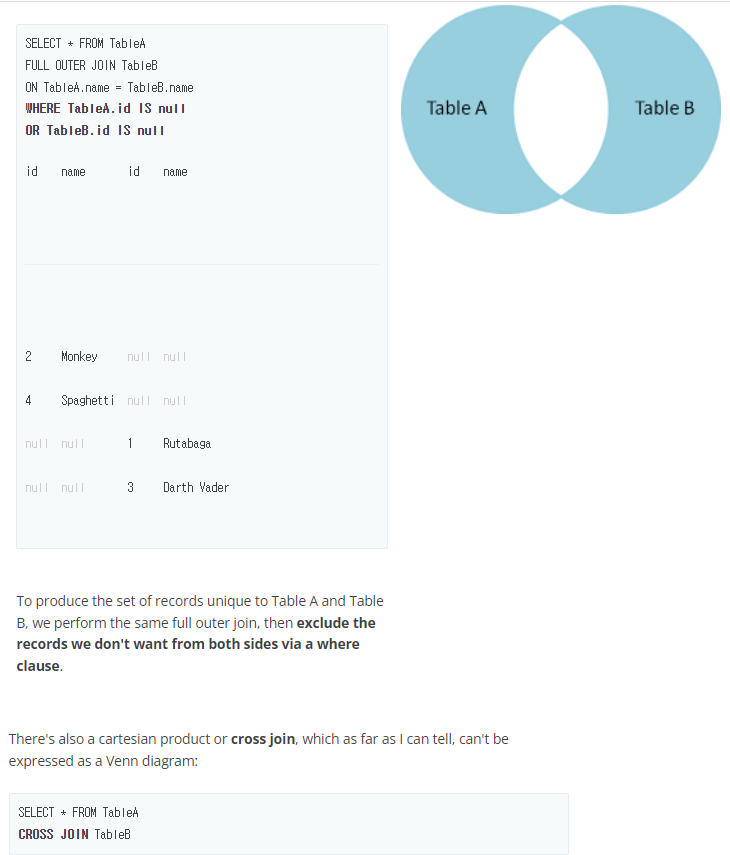 SELECT * FROM TableA
FULL OUTER JOIN TableB
ON TableA.name = TableB.name
WHERE TableA.id IS null
OR TableB.id IS null
id name id name
2 Monkey null null
4 Spaghetti null null
null null 1 Rutabaga
null null 3 Darth Vader
Table A
Table B
To produce the set of records unique to Table A and Table
B, we perform the same full outer join, then exclude the
records we don't want from both sides via a where
clause.
There's also a cartesian product or cross join, which as far as I can tell, can't be
expressed as a Venn diagram:
SELECT * FROM TableA
CROSS JOIN TableB